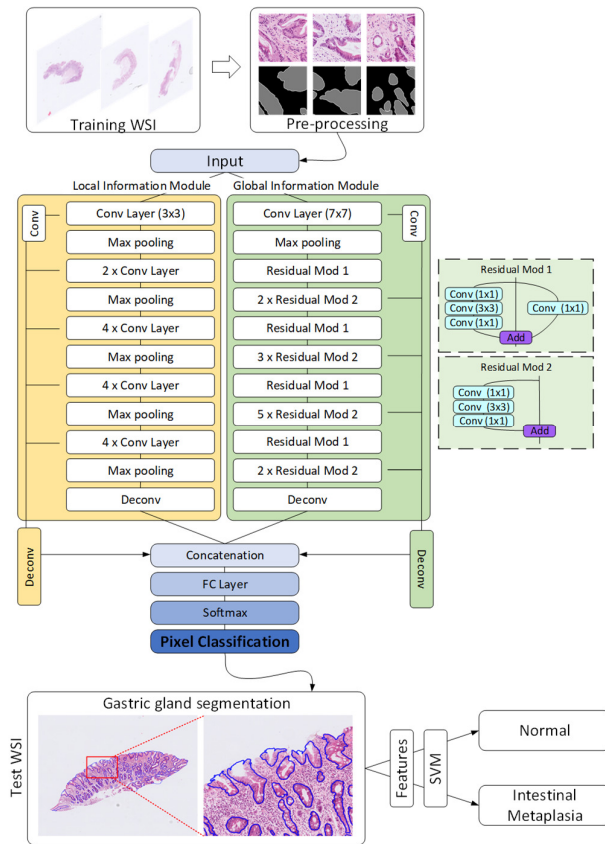 Training WSI
Pre-processing
Input
Local Information Module
Global Information Module
Conv
Conv Layer (3x3)
Max pooling
2 x Conv Layer
Max pooling
4 x Conv Layer
Max pooling
4 x Conv Layer
Max pooling
4 x Conv Layer
Max pooling
Deconv
Conv Layer (7x7)
Max pooling
Residual Mod 1
2 x Residual Mod 2
Residual Mod 1
3 x Residual Mod 2
Residual Mod 1
5 x Residual Mod 2
Residual Mod 1
2 x Residual Mod 2
Deconv
Conv
Residual Mod 1
Conv (1x1)
Conv (3x3)
Conv (1x1)
Conv (1x1)
Add
Residual Mod 2
Conv (1x1)
Conv (3x3)
Conv (1x1)
Add
Deconv
Deconv
Concatenation
FC Layer
Softmax
Pixel Classification
Test WSI
Gastric gland segmentation
Features
SVM
Normal
Intestinal
Metaplasia